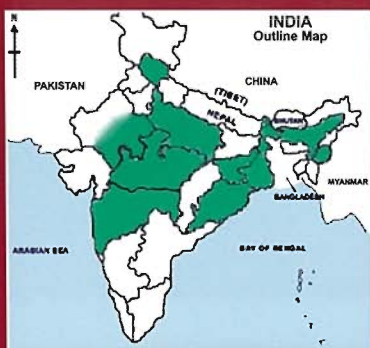 INDIA
Outline Map
N
PAKISTAN
CHINA
(TIBET)
NEPAL
BHUTAN
MYANMAR
BANGLADESH
ARABIAN SEA
BAY OF BENGAL